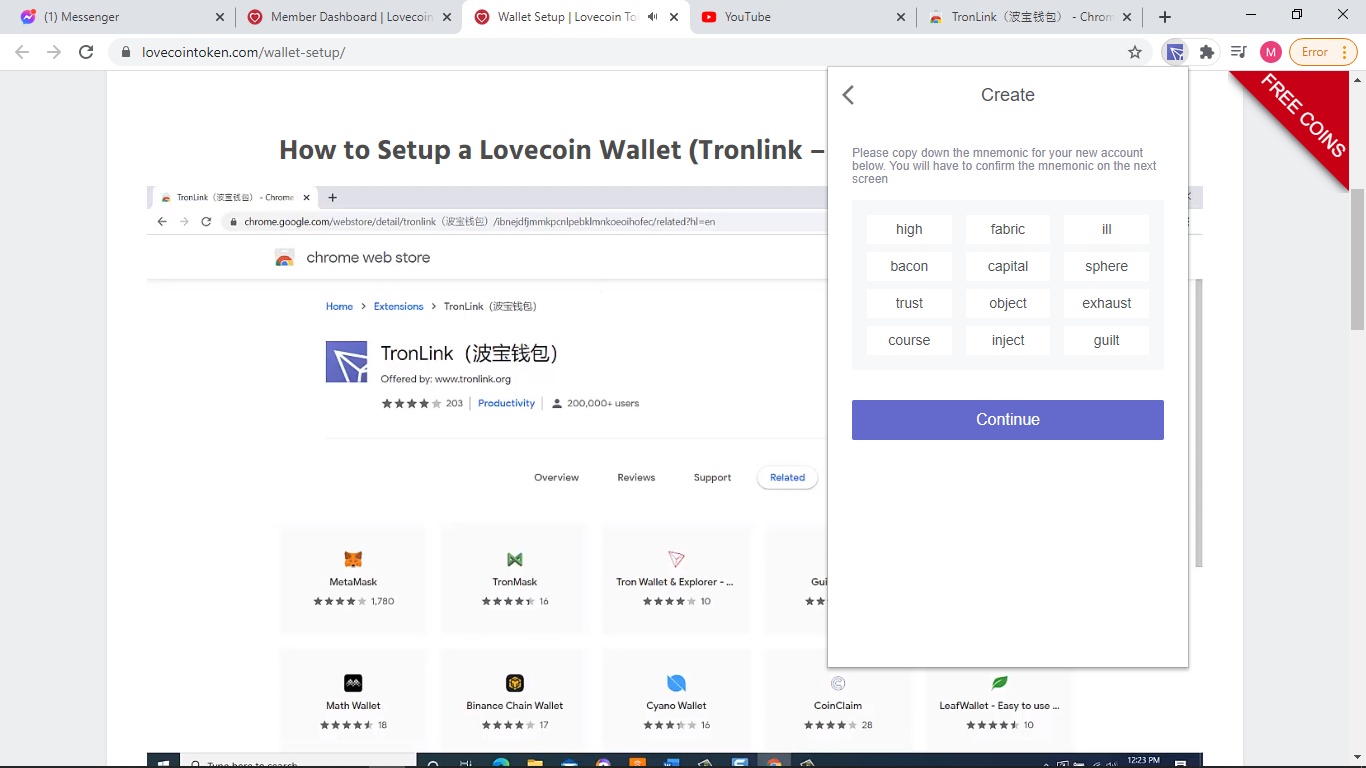 (1) Messenger
Member Dashboard | Lovecoin
Wallet Setup | Lovecoin To
YouTube
TronLink（波宝钱包） - Chrom
lovecointoken.com/wallet-setup/
M
Error
FREE COINS
How to Setup a Lovecoin Wallet (Tronlink –
TronLink（波宝钱包） - Chrome
chrome.google.com/webstore/detail/tronlink（波宝钱包）/ibnejdfjmmkpcnlpebklmnkoeoihofec/related?hl=en
chrome web store
Home > Extensions > TronLink（波宝钱包）
TronLink（波宝钱包）
Offered by: www.tronlink.org
203 | Productivity | 200,000+ users
Overview Reviews Support Related
MetaMask
1,780
TronMask
16
Tron Wallet & Explorer - ...
10
Gui
Math Wallet
18
Binance Chain Wallet
17
Cyano Wallet
16
CoinClaim
28
LeafWallet - Easy to use ...
10
Type here to search
12:23 PM
Create
Please copy down the mnemonic for your new account
below. You will have to confirm the mnemonic on the next
screen
high fabric ill
bacon capital sphere
trust object exhaust
course inject guilt
Continue